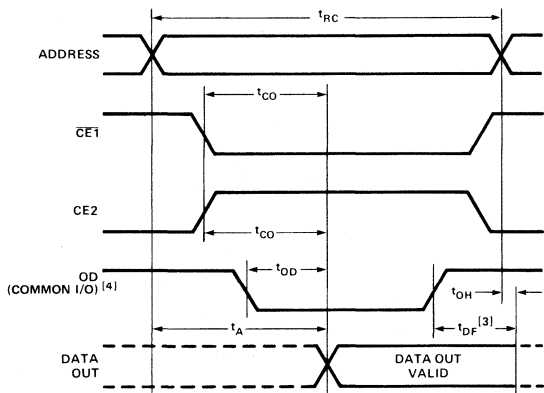 tRC
ADDRESS
tCO
CE1
CE2
tCO
OD
(COMMON I/O) [4]
tOD
tOH
tA
tDF [3]
DATA
OUT
DATA OUT
VALID